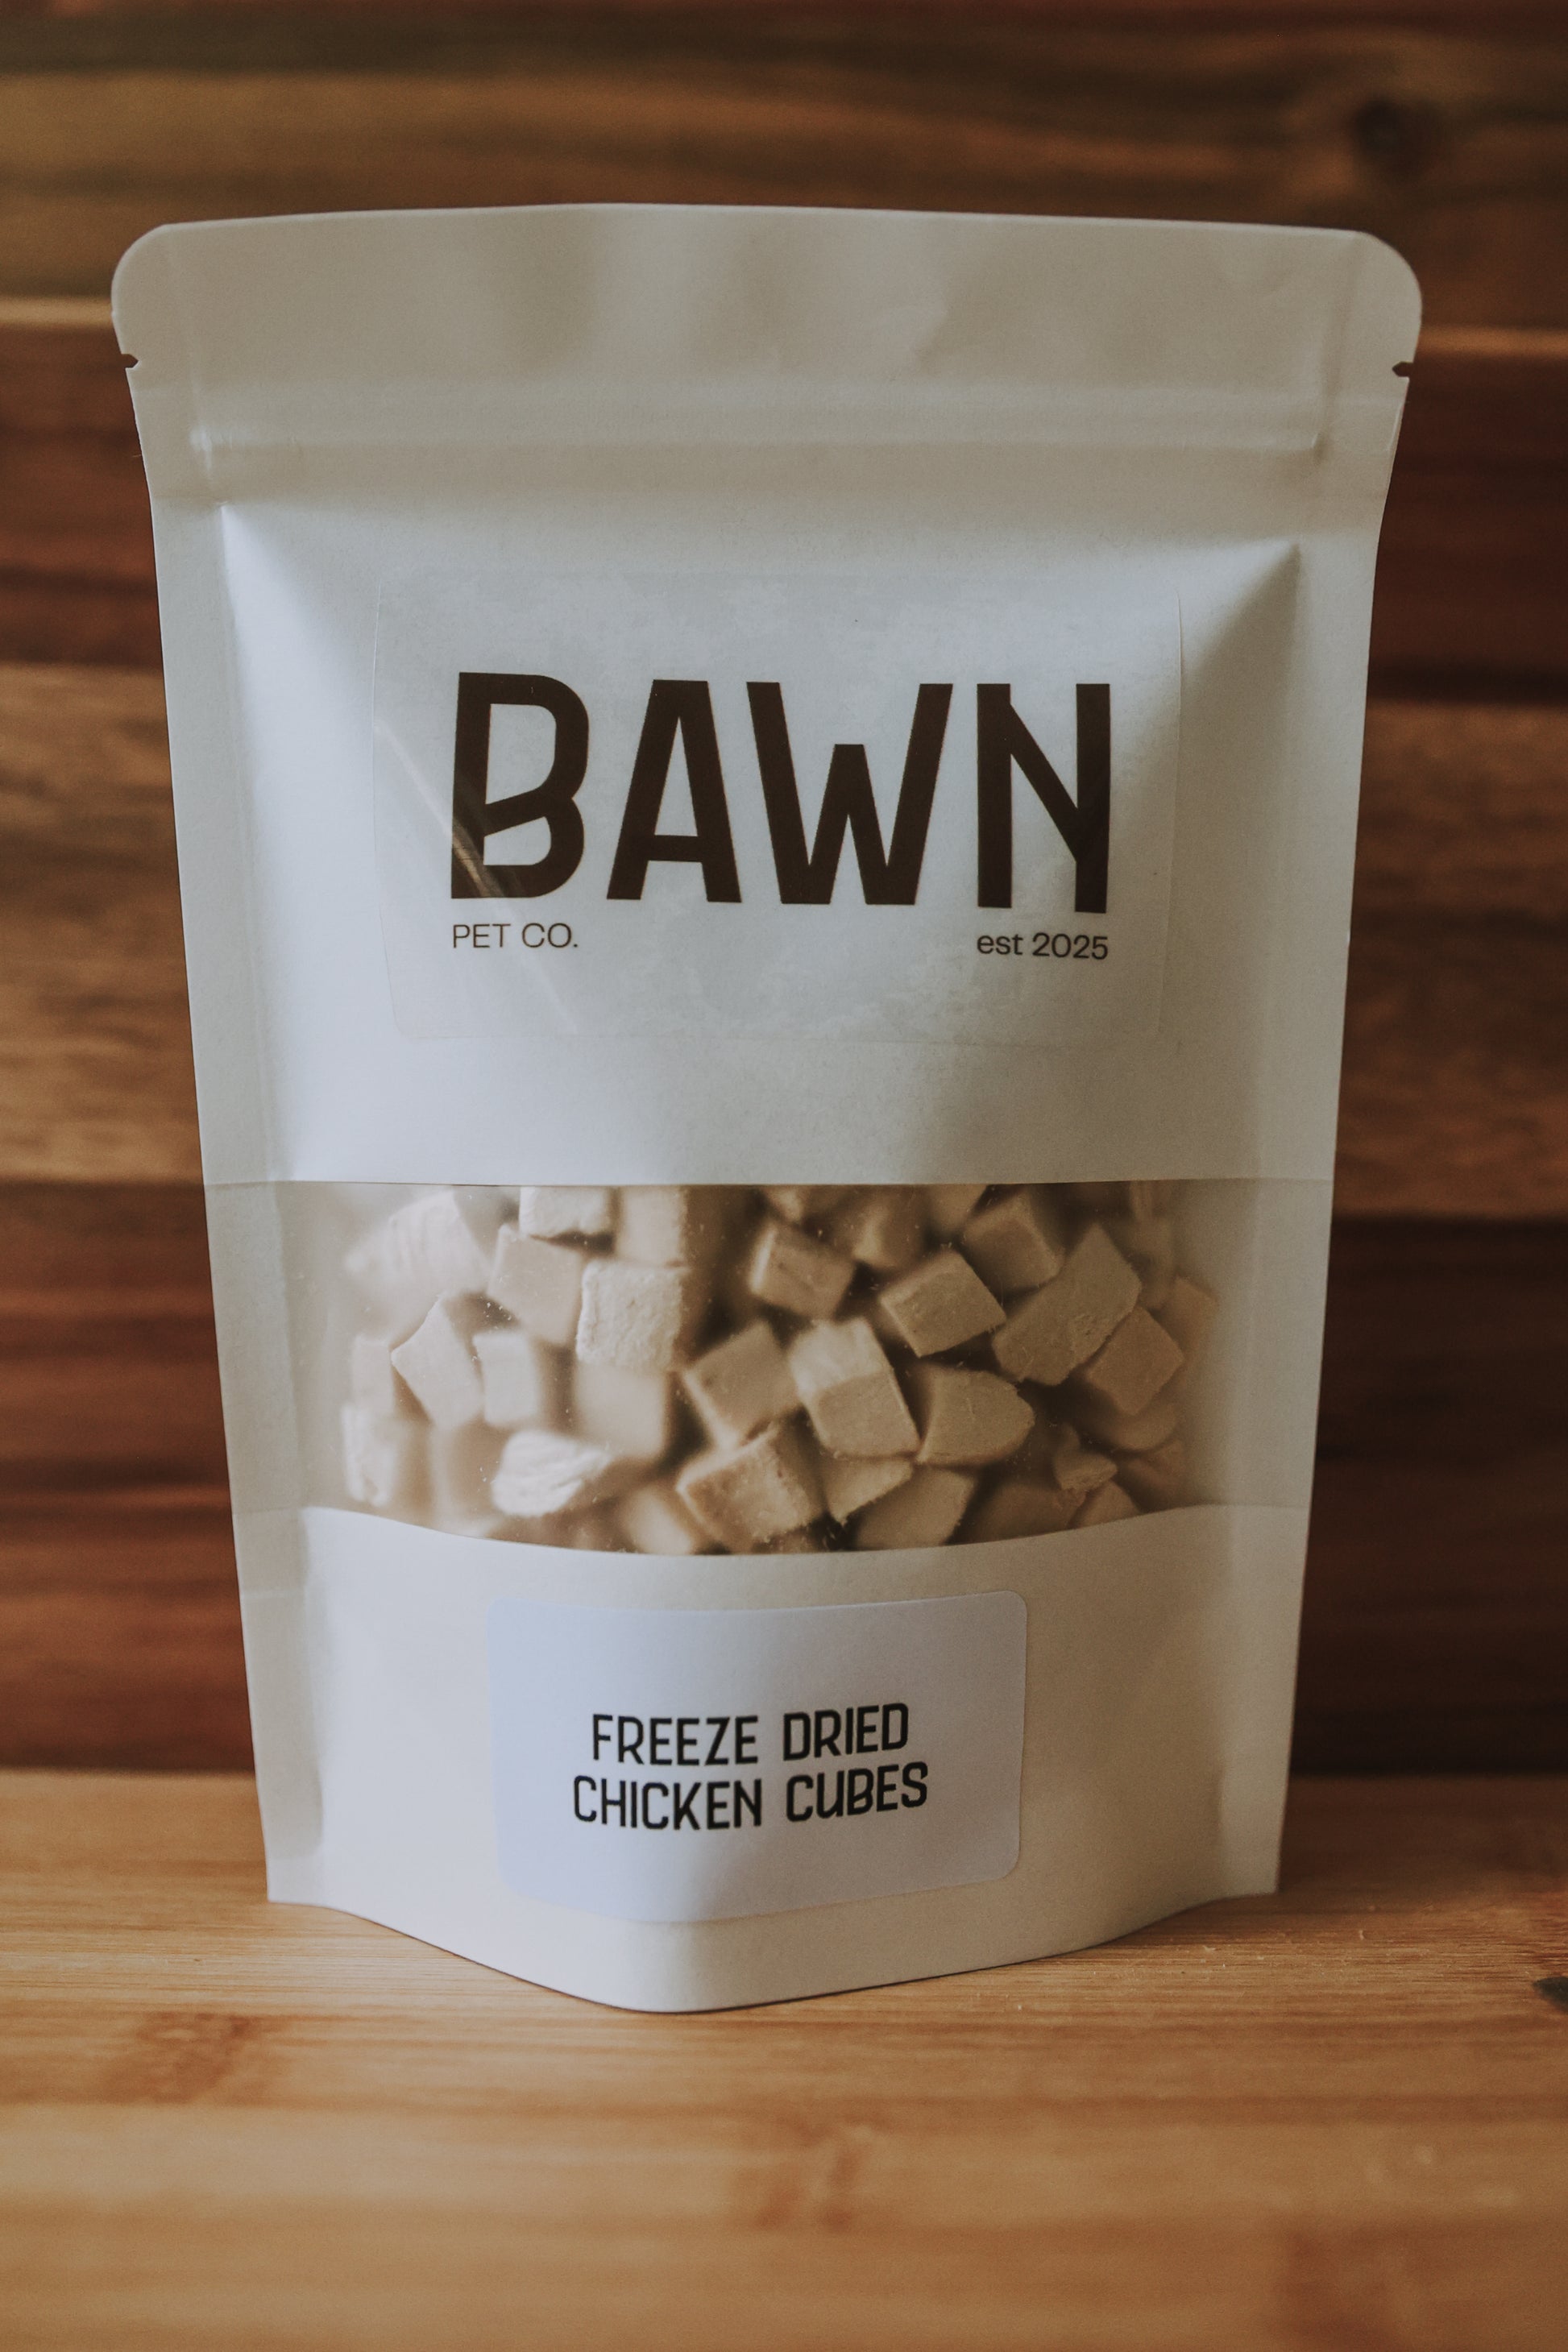 BAWN
PET CO. est 2025
FREEZE DRIED
CHICKEN CUBES